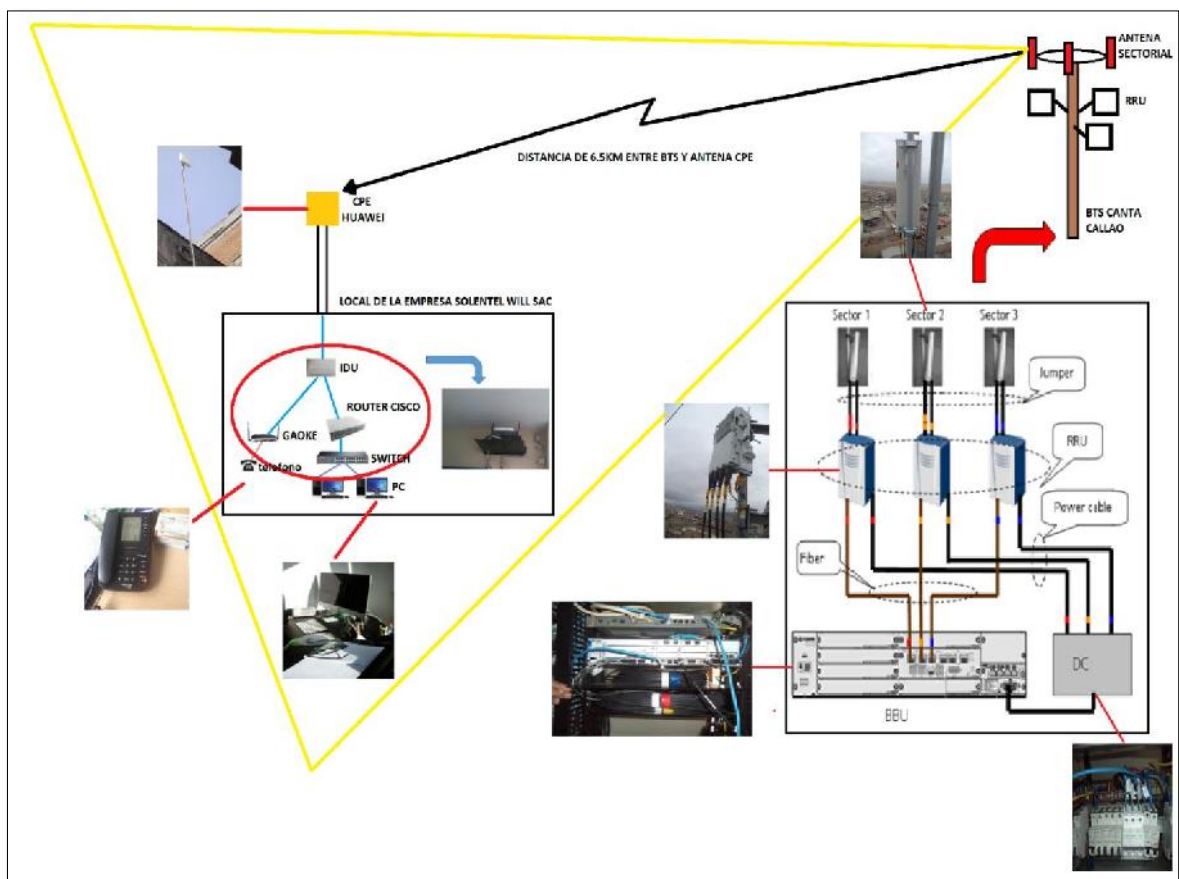 ANTENA
SECTORIAL
RRU
DISTANCIA DE 6.5KM ENTRE BTS Y ANTENA CPE
CPE
HUAWEI
BTS CANTA
CALLAO
LOCAL DE LA EMPRESA SOLENTEL WILL SAC
IDU
ROUTER CISCO
GAOKE
SWITCH
telefono
PC
Sector 1
Sector 2
Sector 3
Jumper
RRU
Power cable
Fiber
DC
BBU